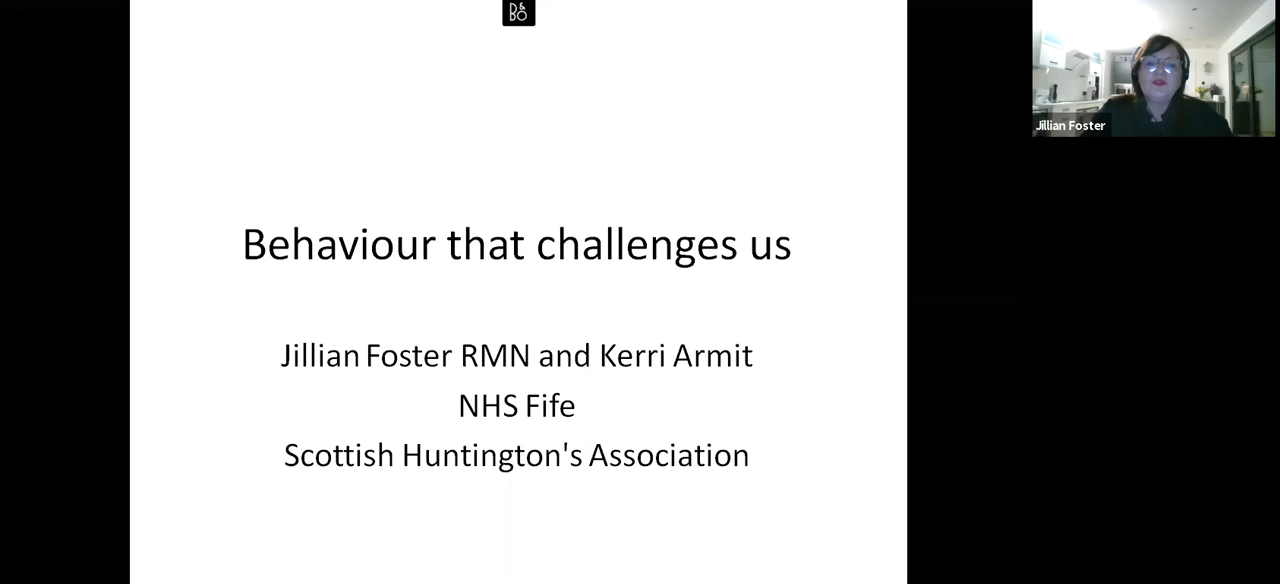 B&O
Behaviour that challenges us
Jillian Foster RMN and Kerri Armit
NHS Fife
Scottish Huntington's Association
Jillian Foster